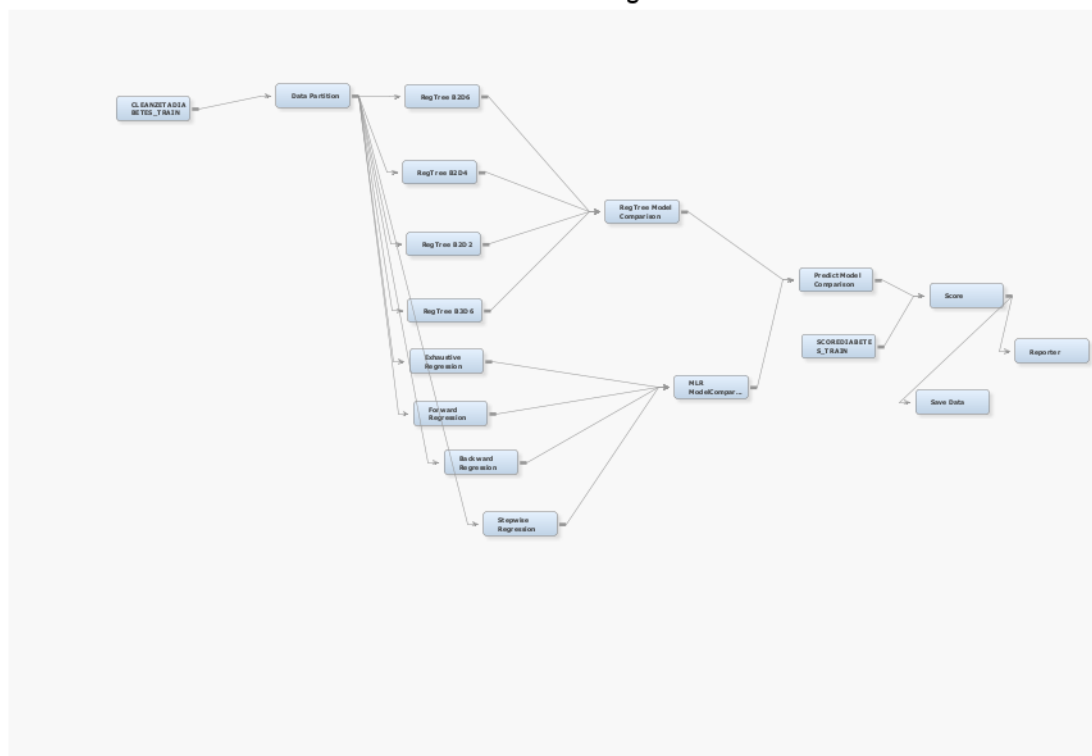 CLEANZETADIA
BETES_TRAIN
Data Partition
RegTree B2D6
RegTree B2D4
RegTree B2D2
RegTree B3D6
Exhaustive
Regression
Forward
Regression
Backward
Regression
Stepwise
Regression
RegTree Model
Comparison
MLR
ModelCompar...
Predict Model
Comparison
SCOREDIABETE
S_TRAIN
Score
Reporter
Save Data